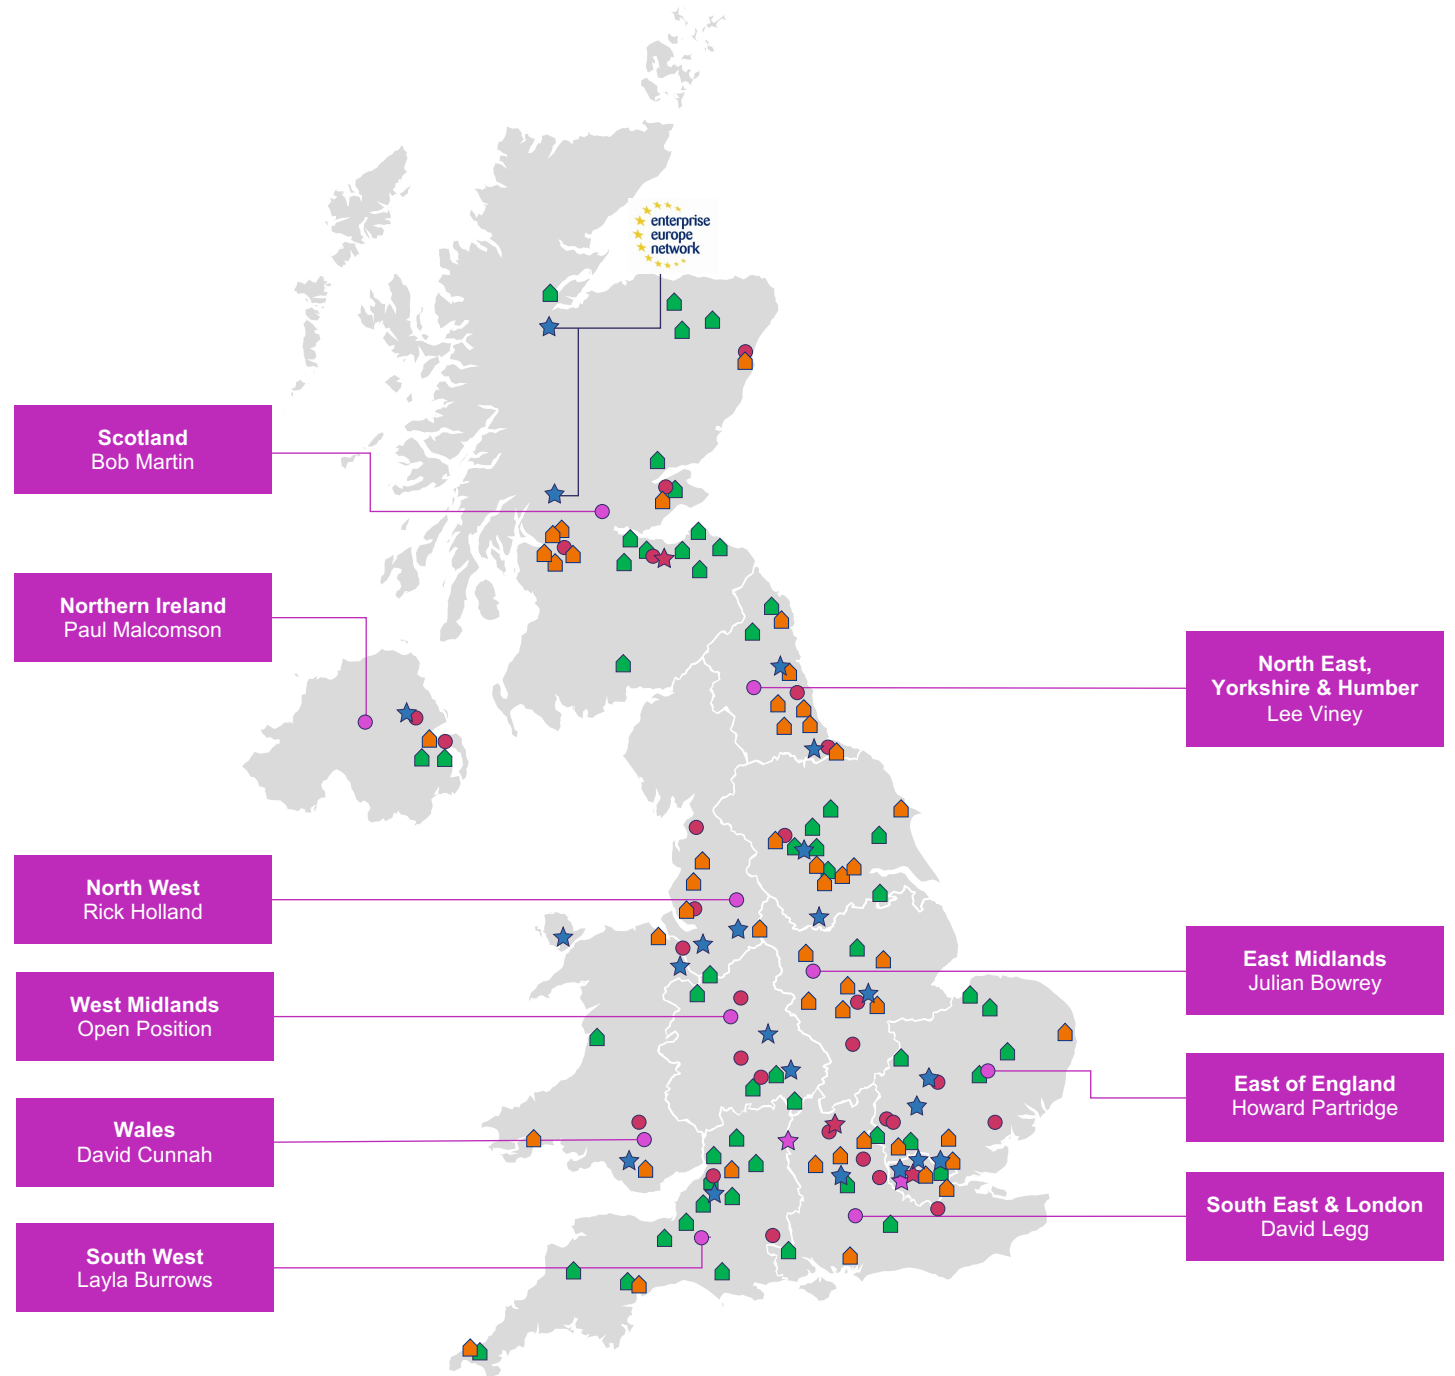 enterprise
europe
network
Scotland
Bob Martin
Northern Ireland
Paul Malcomson
North East,
Yorkshire & Humber
Lee Viney
North West
Rick Holland
East Midlands
Julian Bowrey
West Midlands
Open Position
East of England
Howard Partridge
Wales
David Cunnah
South East & London
David Legg
South West
Layla Burrows